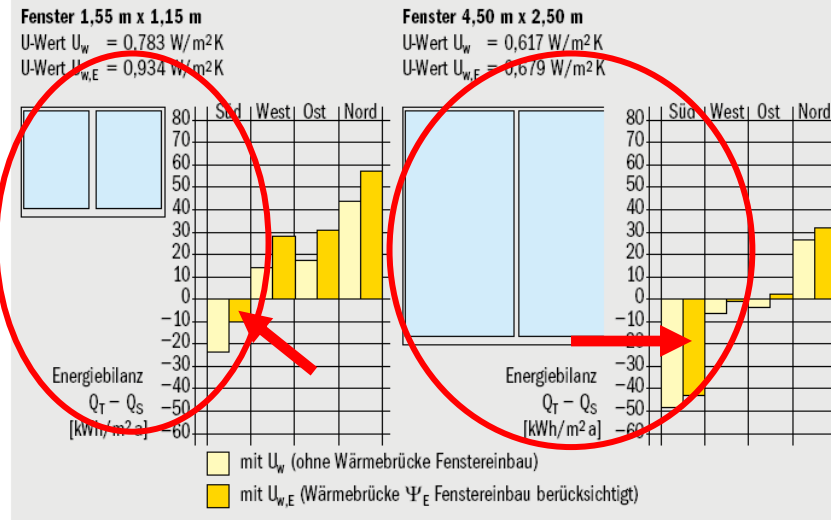 Fenster 1,55 m x 1,15 m
U-Wert Uw = 0,783 W/m²K
U-Wert Uw,E = 0,934 W/m²K
Süd West Ost Nord
80
70
60
50
40
30
20
10
0
−10
−20
−30
−40
−50
−60
Energiebilanz
QT − QS
[kWh/m²a]
Fenster 4,50 m x 2,50 m
U-Wert Uw = 0,617 W/m²K
U-Wert Uw,E = 0,679 W/m²K
Süd West Ost Nord
80
70
60
50
40
30
20
10
0
−10
−20
−30
−40
−50
−60
Energiebilanz
QT − QS
[kWh/m²a]
mit Uw (ohne Wärmebrücke Fenstereinbau)
mit Uw,E (Wärmebrücke ΨE Fenstereinbau berücksichtigt)